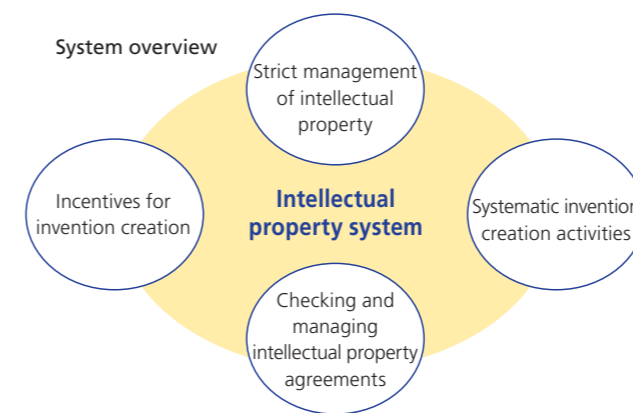 System overview
Strict management
of intellectual
property
Incentives for
invention creation
Intellectual
property system
Systematic invention
creation activities
Checking and
managing
intellectual property
agreements